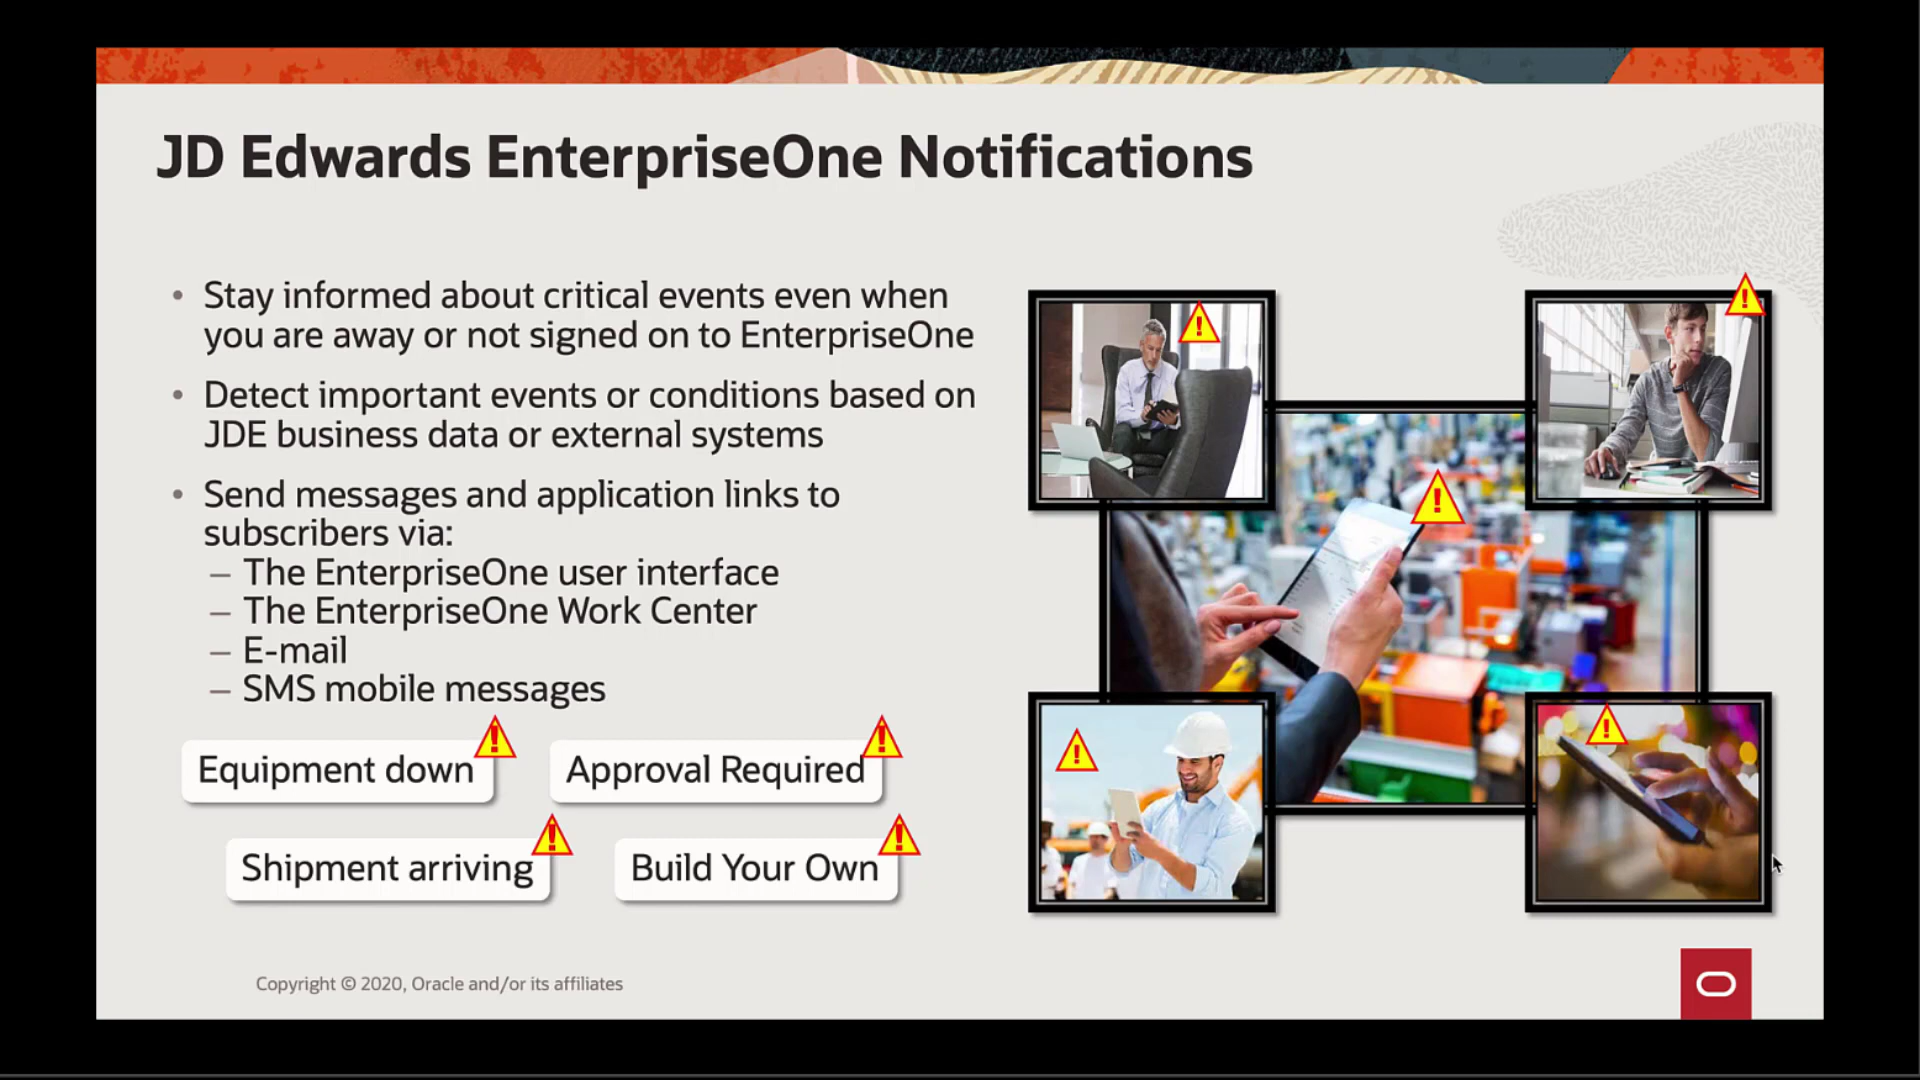 JD Edwards EnterpriseOne Notifications
• Stay informed about critical events even when
you are away or not signed on to EnterpriseOne
• Detect important events or conditions based on
JDE business data or external systems
• Send messages and application links to
subscribers via:
– The EnterpriseOne user interface
– The EnterpriseOne Work Center
– E-mail
– SMS mobile messages
Equipment down
Approval Required
Shipment arriving
Build Your Own
Copyright © 2020, Oracle and/or its affiliates